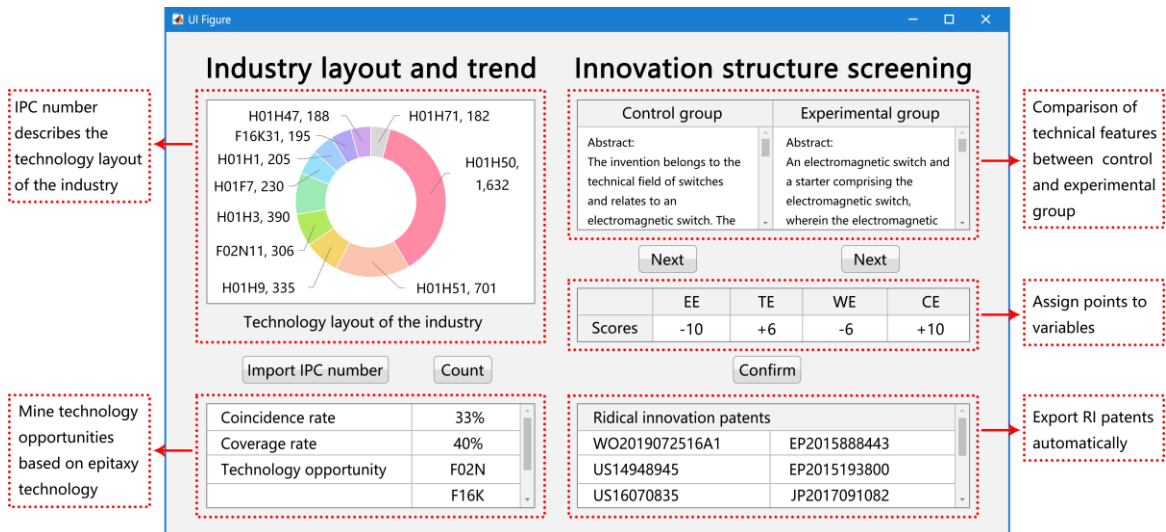 UI Figure
Industry layout and trend
Innovation structure screening
IPC number
describes the
technology layout
of the industry
H01H47, 188
H01H71, 182
F16K31, 195
H01H1, 205
H01H50,
1,632
H01F7, 230
H01H3, 390
F02N11, 306
H01H9, 335
H01H51, 701
Technology layout of the industry
Control group
Experimental group
Abstract:
The invention belongs to the
technical field of switches
and relates to an
electromagnetic switch. The
Abstract:
An electromagnetic switch and
a starter comprising the
electromagnetic switch,
wherein the electromagnetic
Comparison of
technical features
between control
and experimental
group
Next
Next
EE TE WE CE
Scores -10 +6 -6 +10
Assign points to
variables
Import IPC number
Count
Confirm
Mine technology
opportunities
based on epitaxy
technology
Coincidence rate 33%
Coverage rate 40%
Technology opportunity F02N
F16K
Ridical innovation patents
WO2019072516A1 EP2015888443
US14948945 EP2015193800
US16070835 JP2017091082
Export RI patents
automatically